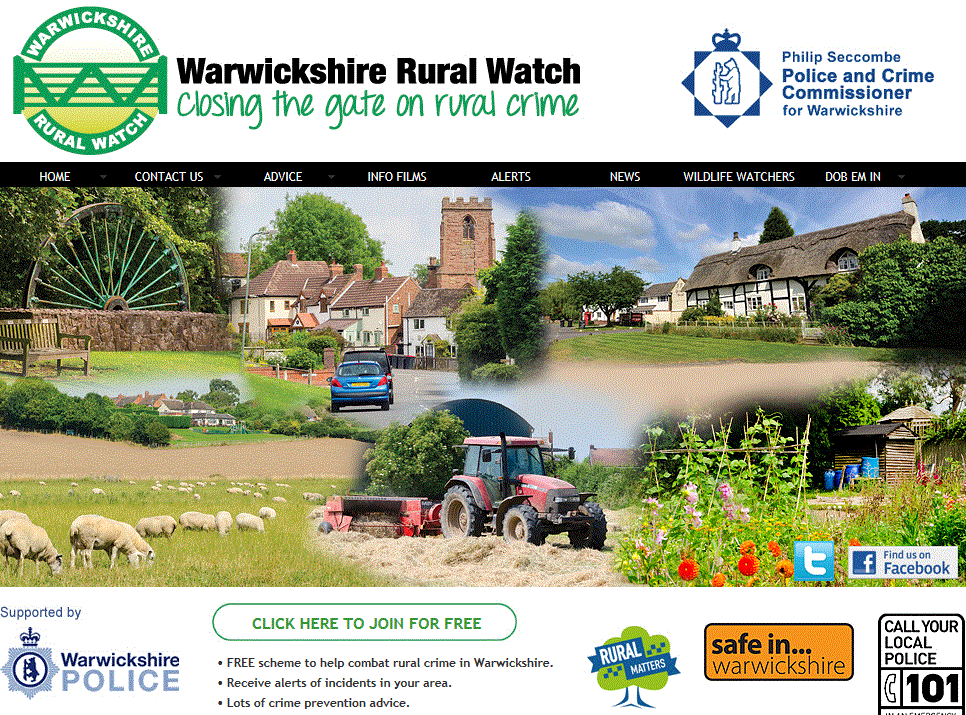 WARWICKSHIRE
RURAL WATCH
Warwickshire Rural Watch
Closing the gate on rural crime
Philip Seccombe
Police and Crime
Commissioner
for Warwickshire
HOME CONTACT US ADVICE INFO FILMS ALERTS NEWS WILDLIFE WATCHERS DOB EM IN
Find us on
Facebook
Supported by
Warwickshire
POLICE
CLICK HERE TO JOIN FOR FREE
• FREE scheme to help combat rural crime in Warwickshire.
• Receive alerts of incidents in your area.
• Lots of crime prevention advice.
RURAL
MATTERS
safe in...
warwickshire
CALL YOUR
LOCAL
POLICE
101
IN AN EMERGENCY